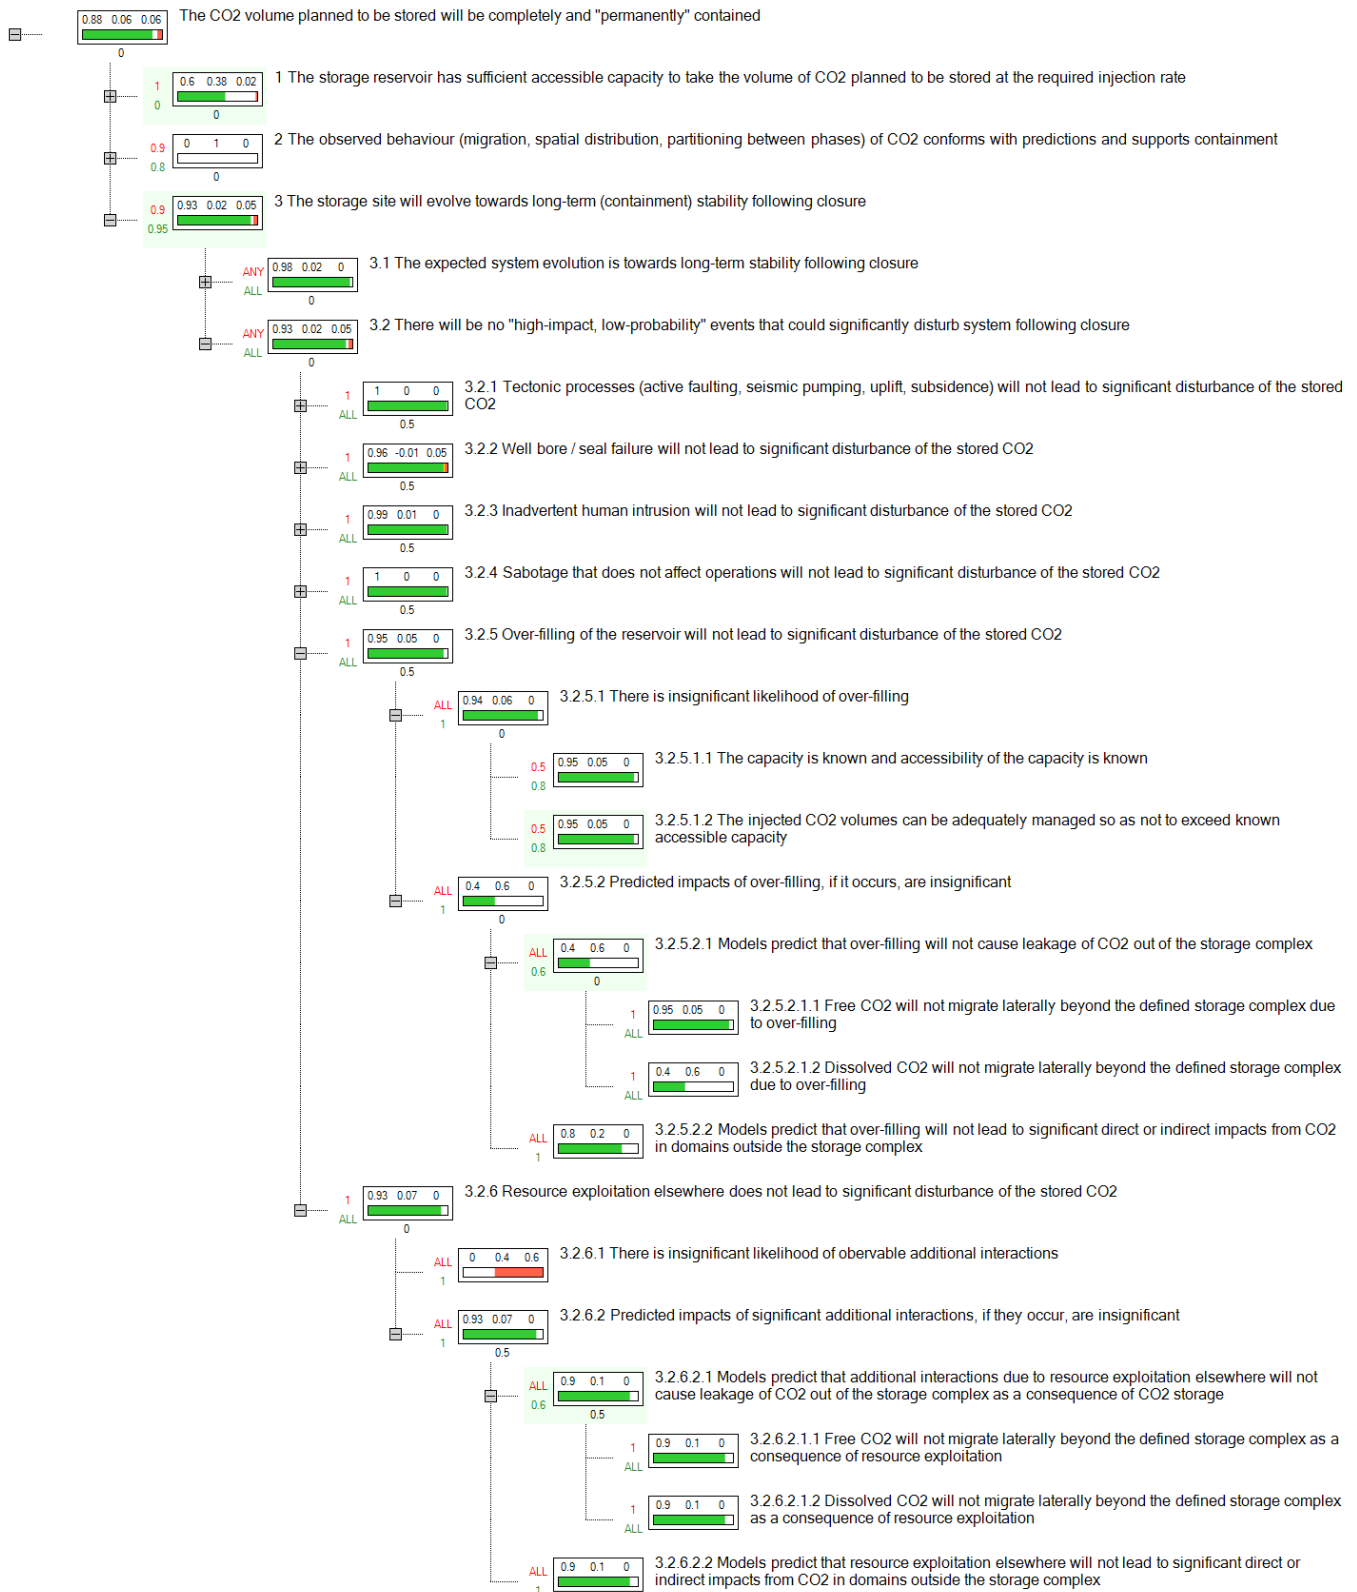 0.88 0.06 0.06 The CO2 volume planned to be stored will be completely and "permanently" contained
0
1 0.6 0.38 0.02 1 The storage reservoir has sufficient accessible capacity to take the volume of CO2 planned to be stored at the required injection rate
0
0
0.9 0 1 0 2 The observed behaviour (migration, spatial distribution, partitioning between phases) of CO2 conforms with predictions and supports containment
0.8
0
0.9 0.93 0.02 0.05 3 The storage site will evolve towards long-term (containment) stability following closure
0.95
ANY 0.98 0.02 0 3.1 The expected system evolution is towards long-term stability following closure
ALL
0
ANY 0.93 0.02 0.05 3.2 There will be no "high-impact, low-probability" events that could significantly disturb system following closure
ALL
0
1 1 0 0 3.2.1 Tectonic processes (active faulting, seismic pumping, uplift, subsidence) will not lead to significant disturbance of the stored
ALL CO2
0.5
1 0.96 -0.01 0.05 3.2.2 Well bore / seal failure will not lead to significant disturbance of the stored CO2
ALL
0.5
1 0.99 0.01 0 3.2.3 Inadvertent human intrusion will not lead to significant disturbance of the stored CO2
ALL
0.5
1 1 0 0 3.2.4 Sabotage that does not affect operations will not lead to significant disturbance of the stored CO2
ALL
0.5
1 0.95 0.05 0 3.2.5 Over-filling of the reservoir will not lead to significant disturbance of the stored CO2
ALL
0.5
ALL 0.94 0.06 0 3.2.5.1 There is insignificant likelihood of over-filling
1
0
0.5 0.95 0.05 0 3.2.5.1.1 The capacity is known and accessibility of the capacity is known
0.8
0.5 0.95 0.05 0 3.2.5.1.2 The injected CO2 volumes can be adequately managed so as not to exceed known
0.8 accessible capacity
ALL 0.4 0.6 0 3.2.5.2 Predicted impacts of over-filling, if it occurs, are insignificant
1
0
ALL 0.4 0.6 0 3.2.5.2.1 Models predict that over-filling will not cause leakage of CO2 out of the storage complex
0.6
0
1 0.95 0.05 0 3.2.5.2.1.1 Free CO2 will not migrate laterally beyond the defined storage complex due
ALL to over-filling
1 0.4 0.6 0 3.2.5.2.1.2 Dissolved CO2 will not migrate laterally beyond the defined storage complex
ALL due to over-filling
ALL 0.8 0.2 0 3.2.5.2.2 Models predict that over-filling will not lead to significant direct or indirect impacts from CO2
1 in domains outside the storage complex
1 0.93 0.07 0 3.2.6 Resource exploitation elsewhere does not lead to significant disturbance of the stored CO2
ALL
0
ALL 0 0.4 0.6 3.2.6.1 There is insignificant likelihood of obervable additional interactions
1
ALL 0.93 0.07 0 3.2.6.2 Predicted impacts of significant additional interactions, if they occur, are insignificant
1
0.5
ALL 0.9 0.1 0 3.2.6.2.1 Models predict that additional interactions due to resource exploitation elsewhere will not
0.6 cause leakage of CO2 out of the storage complex as a consequence of CO2 storage
0.5
1 0.9 0.1 0 3.2.6.2.1.1 Free CO2 will not migrate laterally beyond the defined storage complex as a
ALL consequence of resource exploitation
1 0.9 0.1 0 3.2.6.2.1.2 Dissolved CO2 will not migrate laterally beyond the defined storage complex
ALL as a consequence of resource exploitation
ALL 0.9 0.1 0 3.2.6.2.2 Models predict that resource exploitation elsewhere will not lead to significant direct or
1 indirect impacts from CO2 in domains outside the storage complex